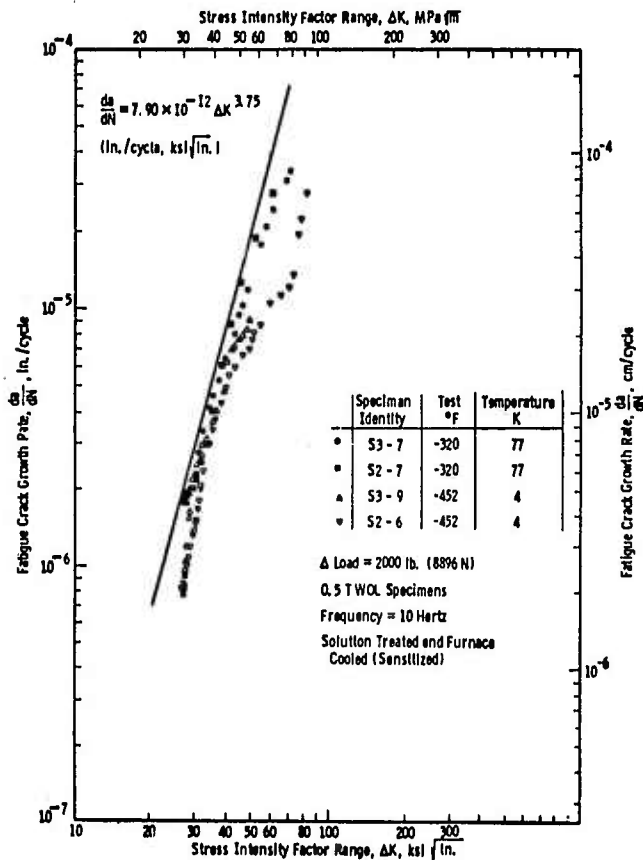 Stress Intensity Factor Range, ΔK, MPa√m
20 30 40 50 60 80 100 200 300
10⁻⁴
da/dN = 7.90 × 10⁻¹² ΔK³·⁷⁵
(In./cycle, ksi√in.)
10⁻⁴
10⁻⁵
Fatigue Crack Growth Rate, da/dN, In./cycle
Fatigue Crack Growth Rate, da/dN, cm/cycle
Speciman Identity Test °F Temperature K
● S3 - 7 -320 77
■ S2 - 7 -320 77
▲ S3 - 9 -452 4
▼ S2 - 6 -452 4
10⁻⁵
10⁻⁶
Δ Load = 2000 lb. (8896 N)
0.5 T WOL Specimens
Frequency = 10 Hertz
Solution Treated and Furnace
Cooled (Sensitized)
10⁻⁶
10⁻⁷
10 20 30 40 50 60 80 100 200 300
Stress Intensity Factor Range, ΔK, ksi √in.